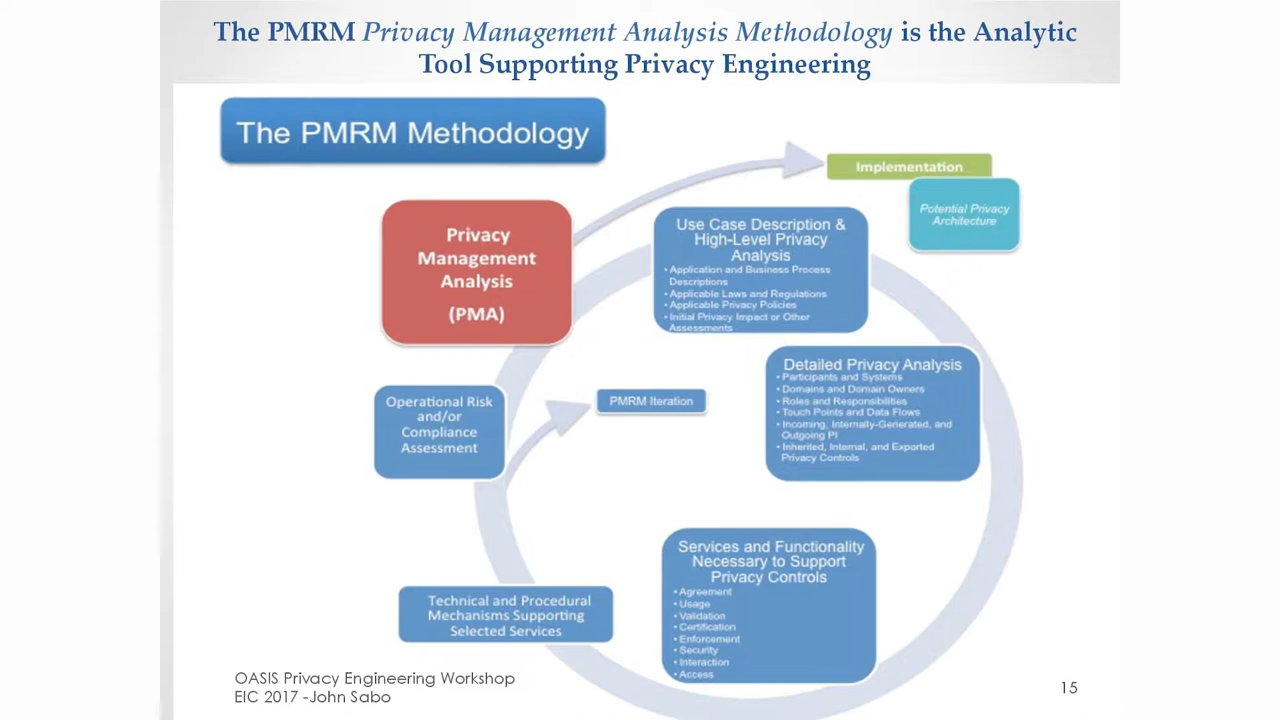 The PMRM Privacy Management Analysis Methodology is the Analytic
Tool Supporting Privacy Engineering
The PMRM Methodology
Implementation
Potential Privacy
Architecture
Privacy
Management
Analysis
(PMA)
Use Case Description &
High-Level Privacy
Analysis
• Application and Business Process
Descriptions
• Applicable Laws and Regulations
• Applicable Privacy Policies
• Initial Privacy Impact or Other
Assessments
Detailed Privacy Analysis
• Participants and Systems
• Domains and Domain Owners
• Roles and Responsibilities
• Touch Points and Data Flows
• Incoming, Internally-Generated, and
Outgoing PI
• Inherited, Internal, and Exported
Privacy Controls
Operational Risk
and/or
Compliance
Assessment
PMRM Iteration
Services and Functionality
Necessary to Support
Privacy Controls
• Agreement
• Usage
• Validation
• Certification
• Enforcement
• Security
• Interaction
• Access
Technical and Procedural
Mechanisms Supporting
Selected Services
OASIS Privacy Engineering Workshop
EIC 2017 -John Sabo
15